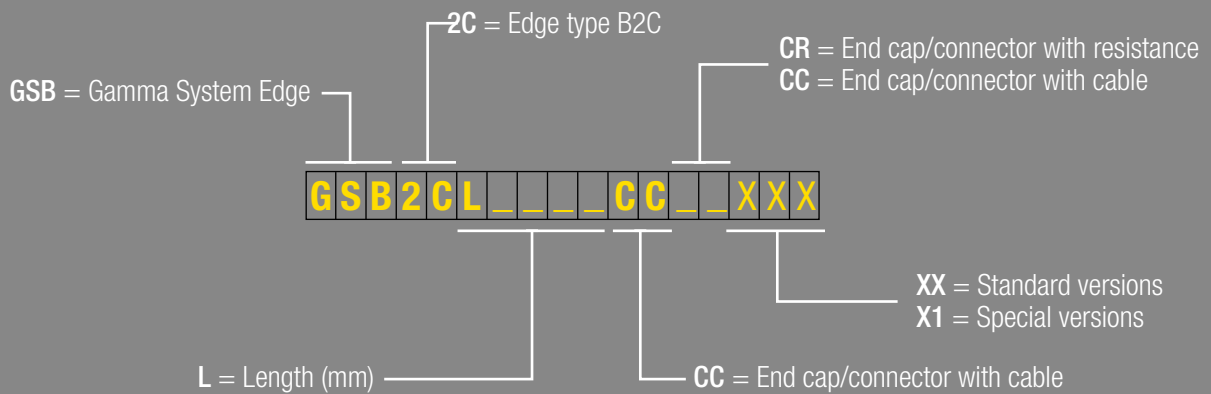 2C = Edge type B2C
CR = End cap/connector with resistance
CC = End cap/connector with cable
GSB = Gamma System Edge
GSB2CL____CC__XXX
XX = Standard versions
X1 = Special versions
L = Length (mm)
CC = End cap/connector with cable